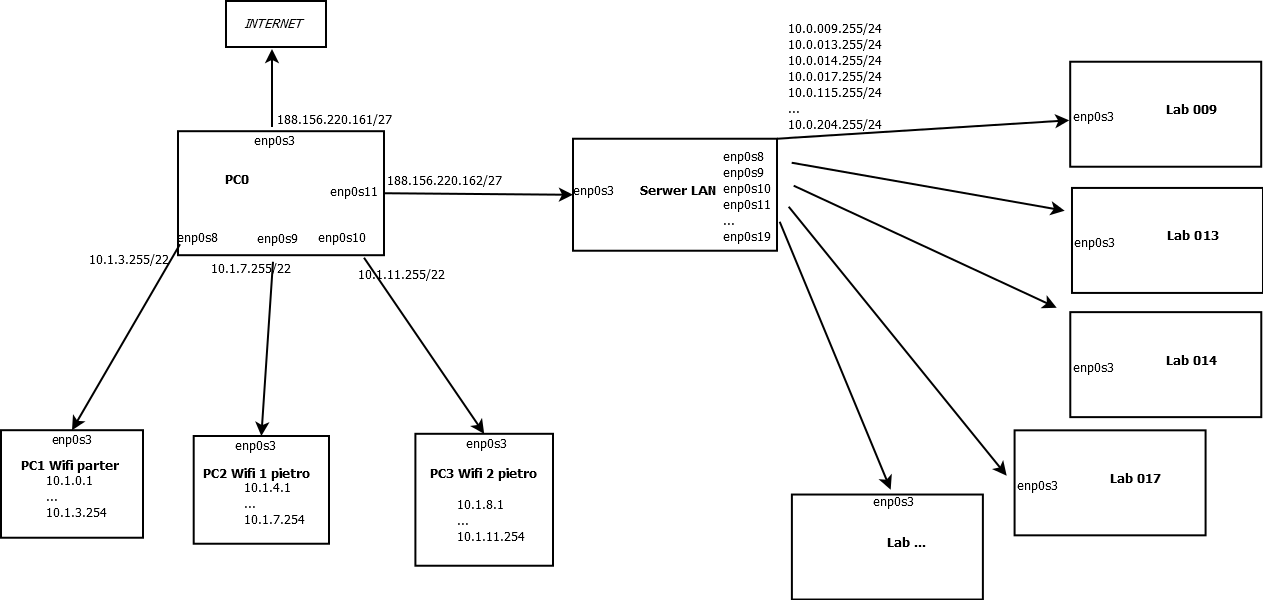 INTERNET
188.156.220.161/27
enp0s3
PC0
enp0s11
enp0s8
enp0s9
enp0s10
188.156.220.162/27
10.1.3.255/22
10.1.7.255/22
10.1.11.255/22
enp0s3
PC1 Wifi parter
10.1.0.1
...
10.1.3.254
enp0s3
PC2 Wifi 1 pietro
10.1.4.1
...
10.1.7.254
enp0s3
PC3 Wifi 2 pietro
10.1.8.1
...
10.1.11.254
enp0s3
Serwer LAN
enp0s8
enp0s9
enp0s10
enp0s11
...
enp0s19
10.0.009.255/24
10.0.013.255/24
10.0.014.255/24
10.0.017.255/24
10.0.115.255/24
...
10.0.204.255/24
enp0s3
Lab 009
enp0s3
Lab 013
enp0s3
Lab 014
enp0s3
Lab 017
enp0s3
Lab ...